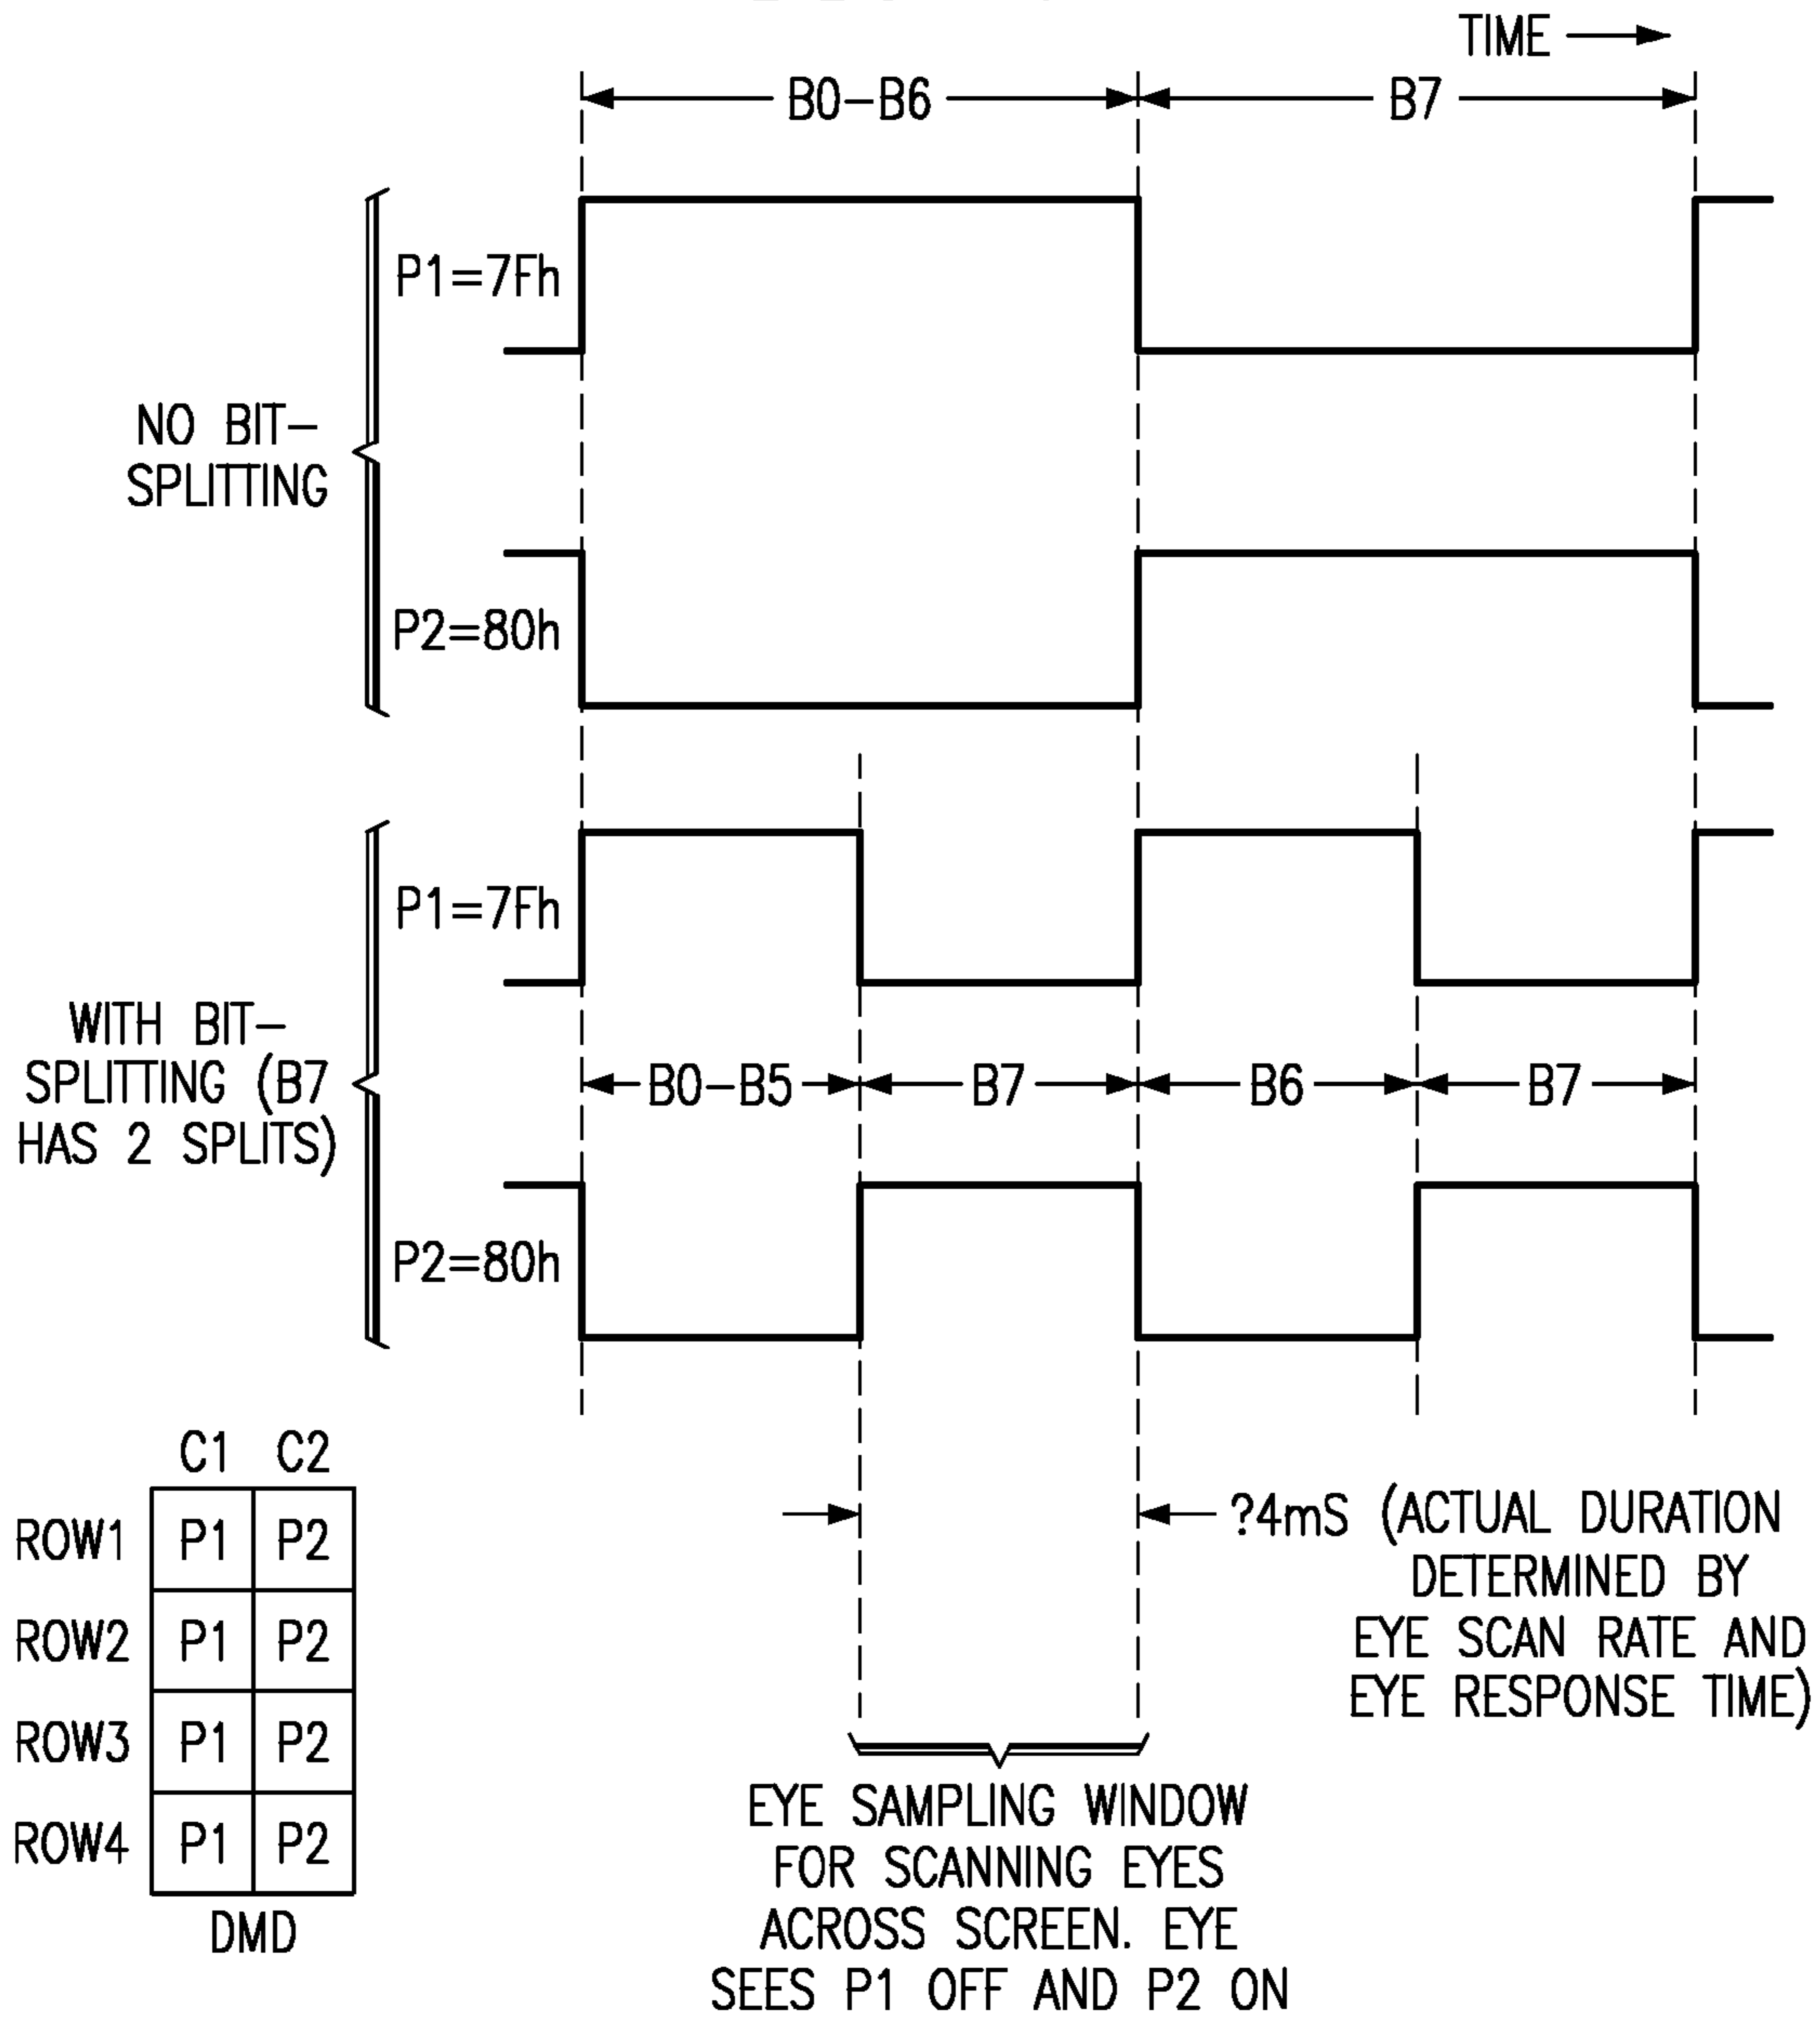 TIME
B0-B6
B7
P1=7Fh
NO BIT-
SPLITTING
P2=80h
P1=7Fh
WITH BIT-
SPLITTING (B7
HAS 2 SPLITS)
B0-B5
B7
B6
B7
P2=80h
C1 C2
ROW1 P1 P2
ROW2 P1 P2
ROW3 P1 P2
ROW4 P1 P2
DMD
?4mS (ACTUAL DURATION
DETERMINED BY
EYE SCAN RATE AND
EYE RESPONSE TIME)
EYE SAMPLING WINDOW
FOR SCANNING EYES
ACROSS SCREEN. EYE
SEES P1 OFF AND P2 ON